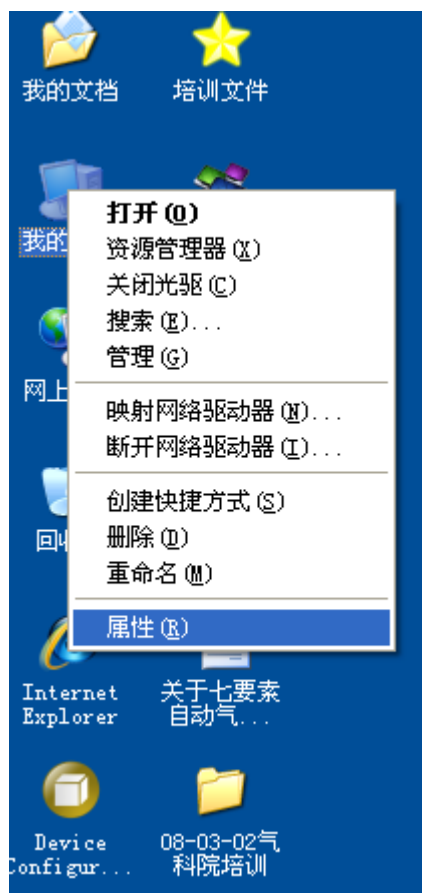 我的文档
培训文件
我的
打开(O)
资源管理器(X)
关闭光驱(C)
搜索(E)...
管理(G)
映射网络驱动器(N)...
断开网络驱动器(I)...
创建快捷方式(S)
删除(D)
重命名(M)
属性(R)
网上
回
Internet
Explorer
关于七要素
自动气...
Device
Configur...
08-03-02气
科院培训